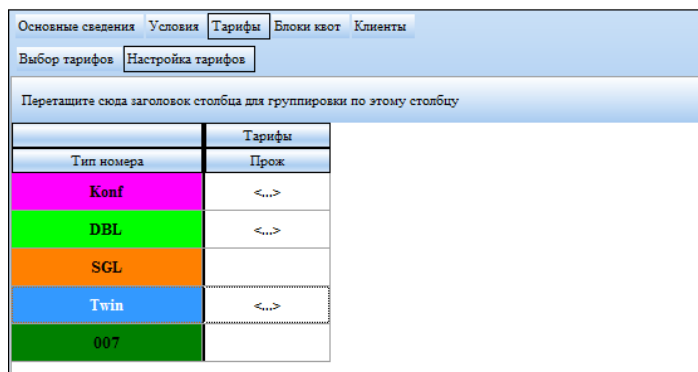 Основные сведения Условия Тарифы Блоки квот Клиенты
Выбор тарифов Настройка тарифов
Перетащите сюда заголовок столбца для группировки по этому столбцу
Тарифы
Тип номера Прож
Konf <...>
DBL <...>
SGL
Twin <...>
007